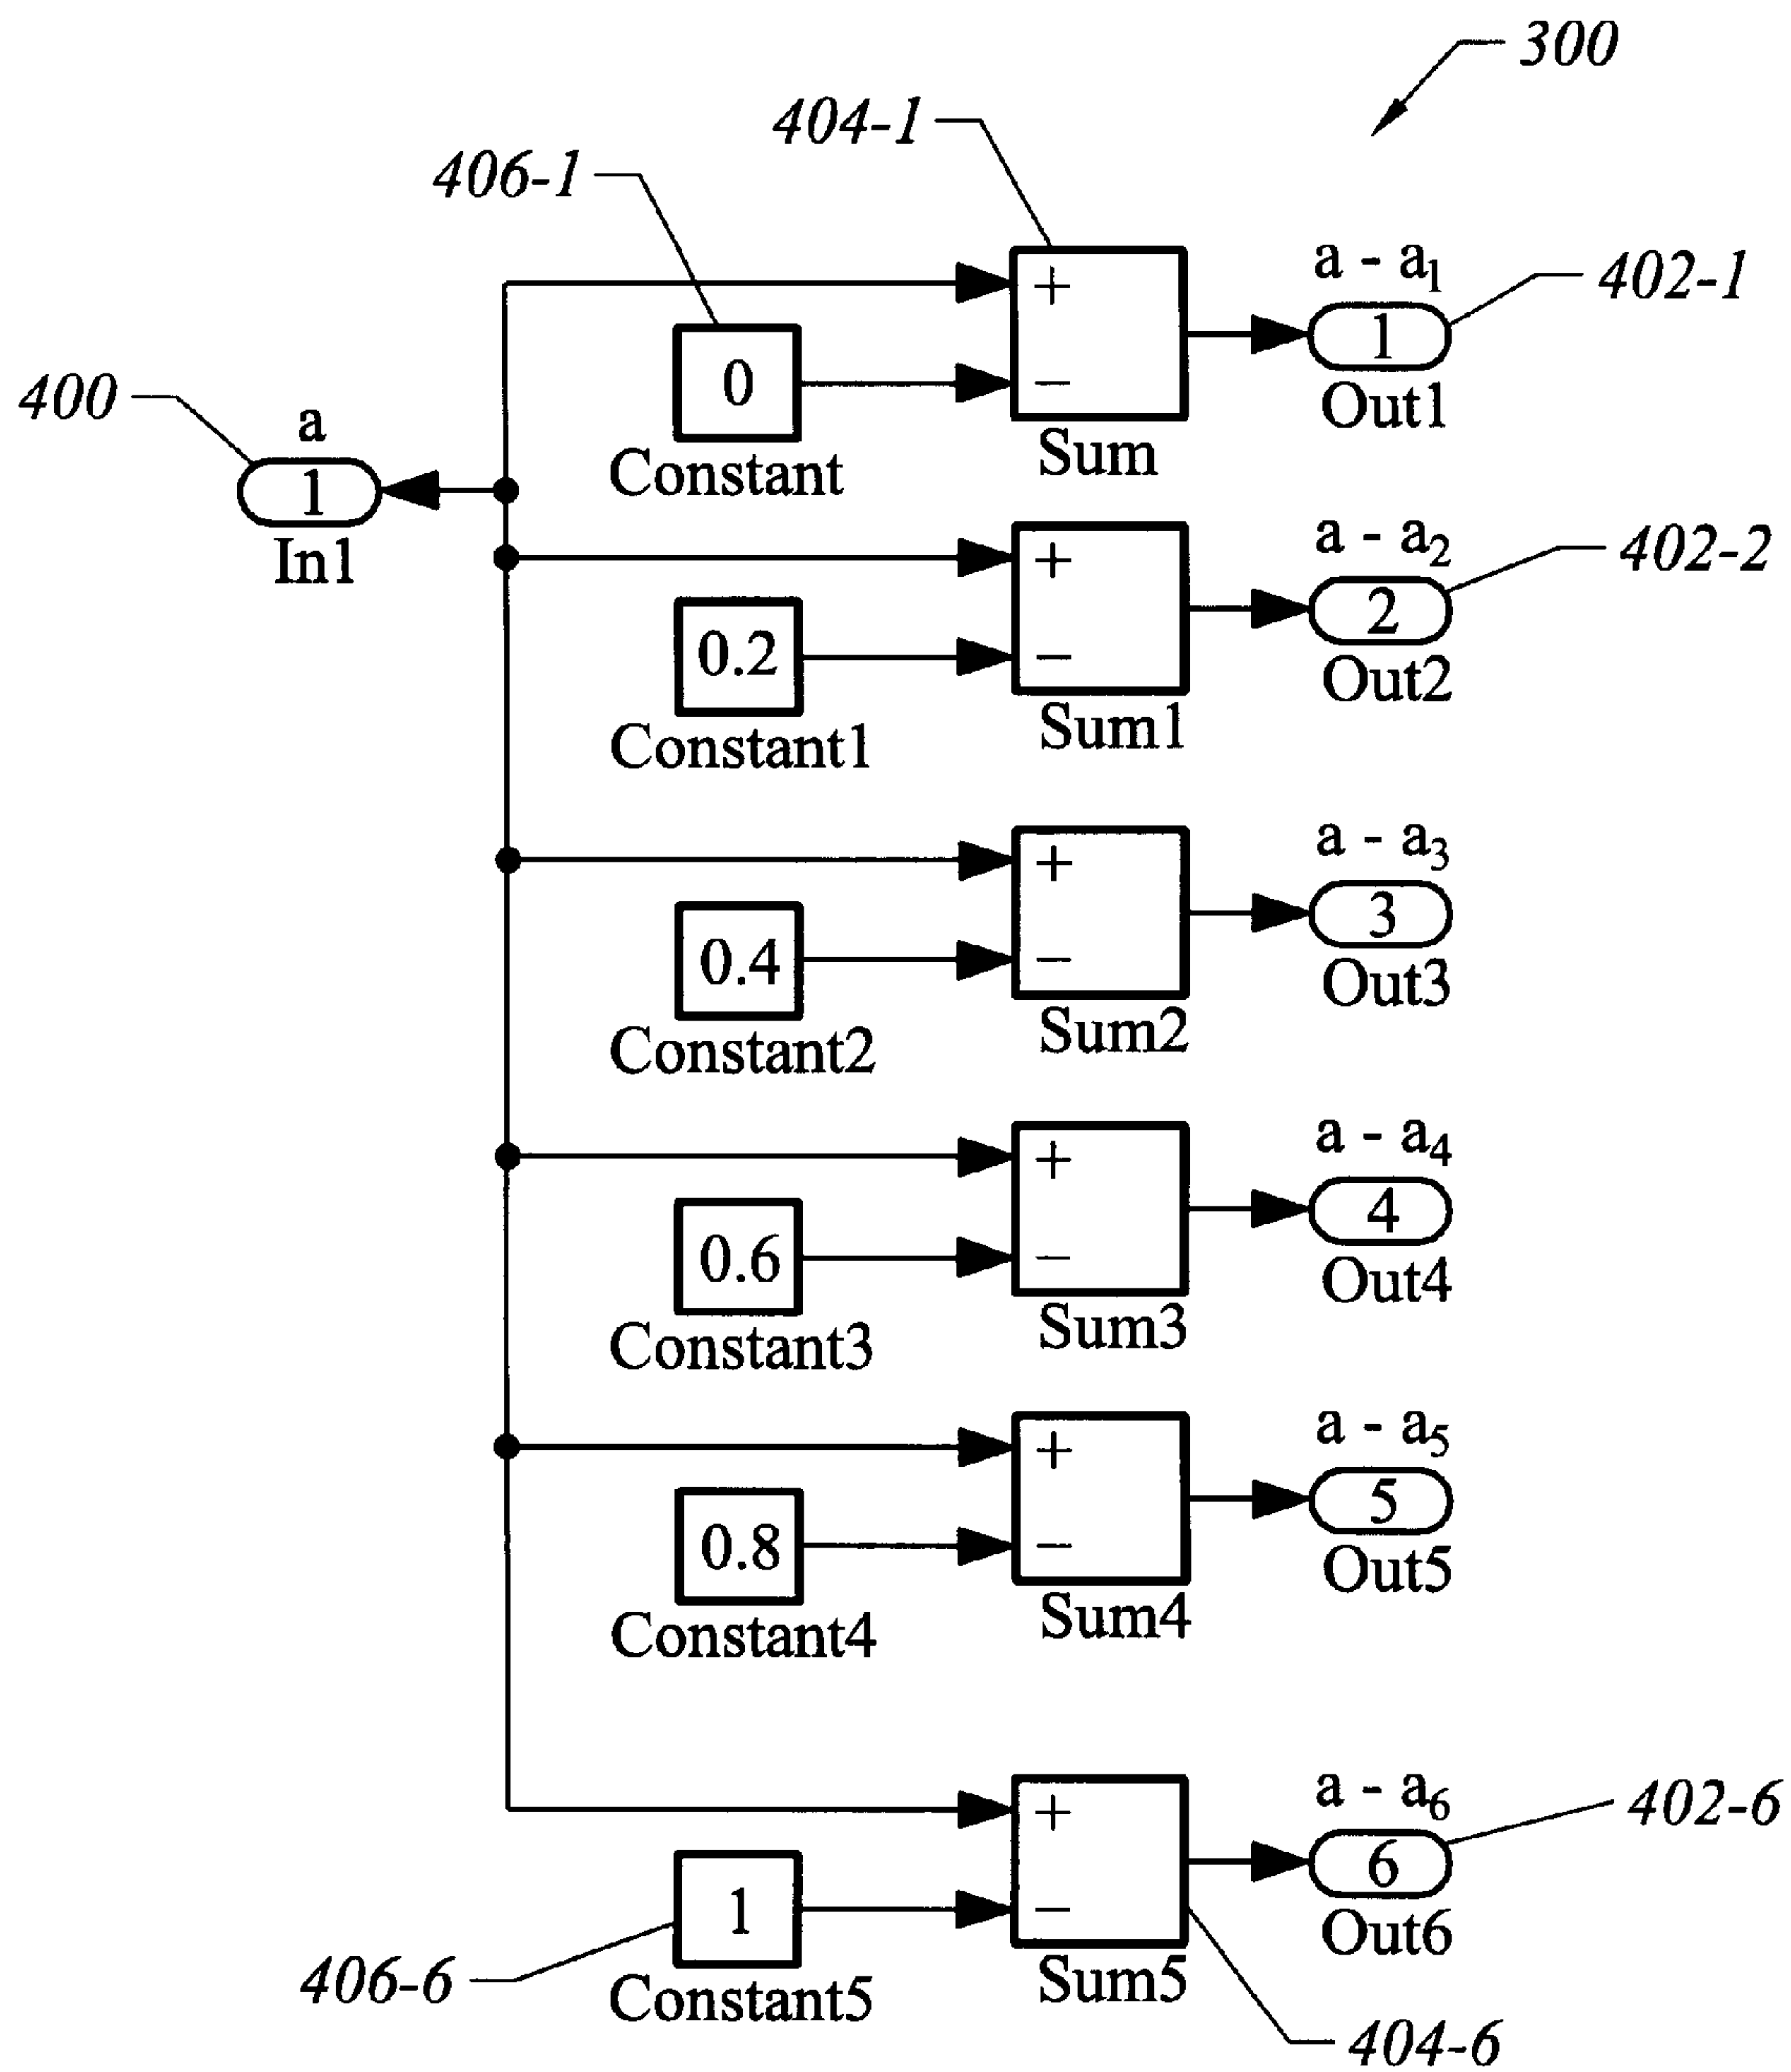 300
404-1
406-1
a - a₁
402-1
+
0
−
1
Constant
Sum
Out1
400
a
1
In1
a - a₂
402-2
+
0.2
−
2
Constant1
Sum1
Out2
a - a₃
+
0.4
−
3
Constant2
Sum2
Out3
a - a₄
+
0.6
−
4
Constant3
Sum3
Out4
a - a₅
+
0.8
−
5
Constant4
Sum4
Out5
a - a₆
402-6
+
1
−
6
Constant5
Sum5
Out6
406-6
404-6